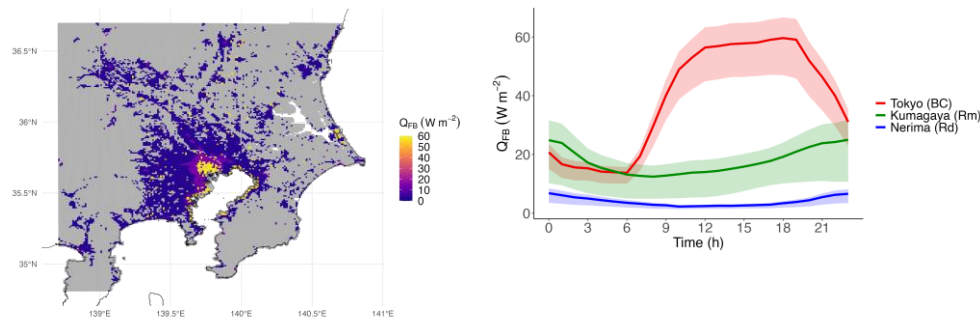 36.5°N
36°N
35.5°N
35°N
139°E 139.5°E 140°E 140.5°E 141°E
Q_FB (W m⁻²)
60
50
40
30
20
10
0
Q_FB (W m⁻²)
60
40
20
0
0 3 6 9 12 15 18 21
Time (h)
Tokyo (BC)
Kumagaya (Rm)
Nerima (Rd)